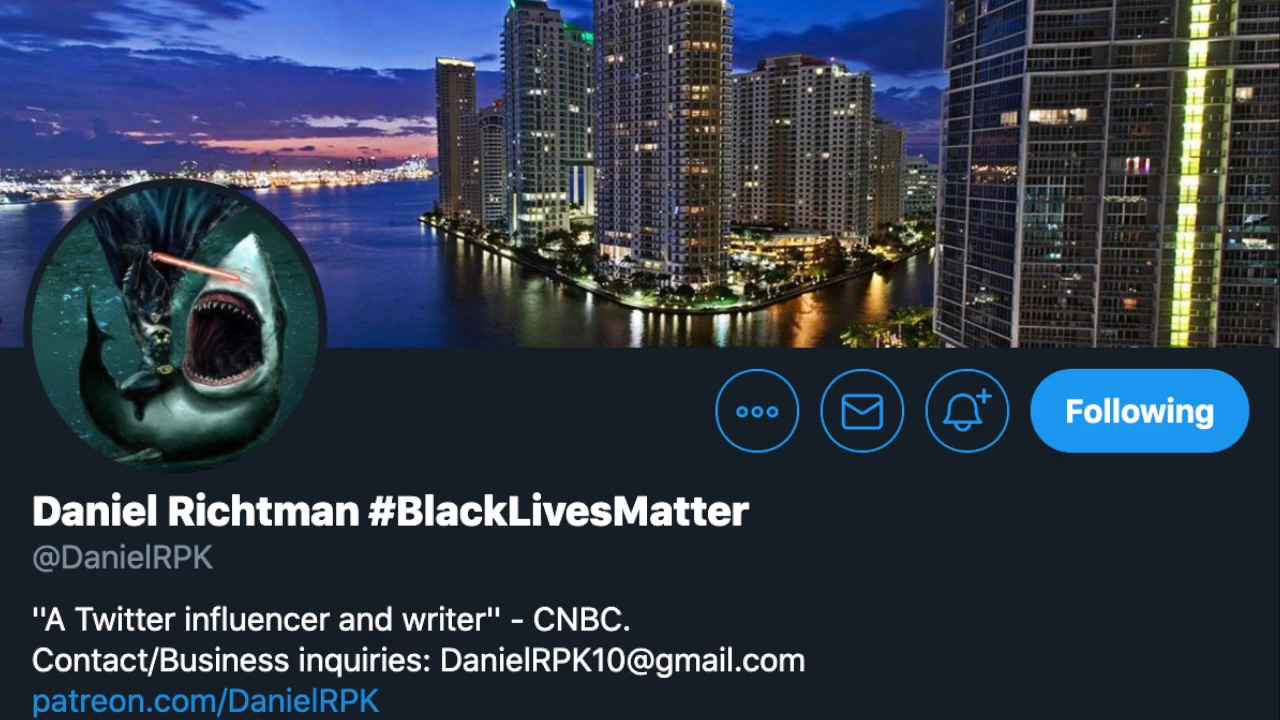 Following
Daniel Richtman #BlackLivesMatter
@DanielRPK
"A Twitter influencer and writer" - CNBC.
Contact/Business inquiries: DanielRPK10@gmail.com
patreon.com/DanielRPK